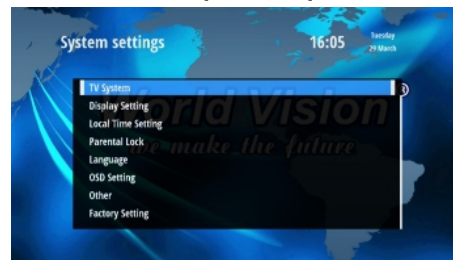 System settings
16:05
Tuesday
29 March
TV System
Display Setting
Local Time Setting
Parental Lock
Language
OSD Setting
Other
Factory Setting
World Vision
we make the future